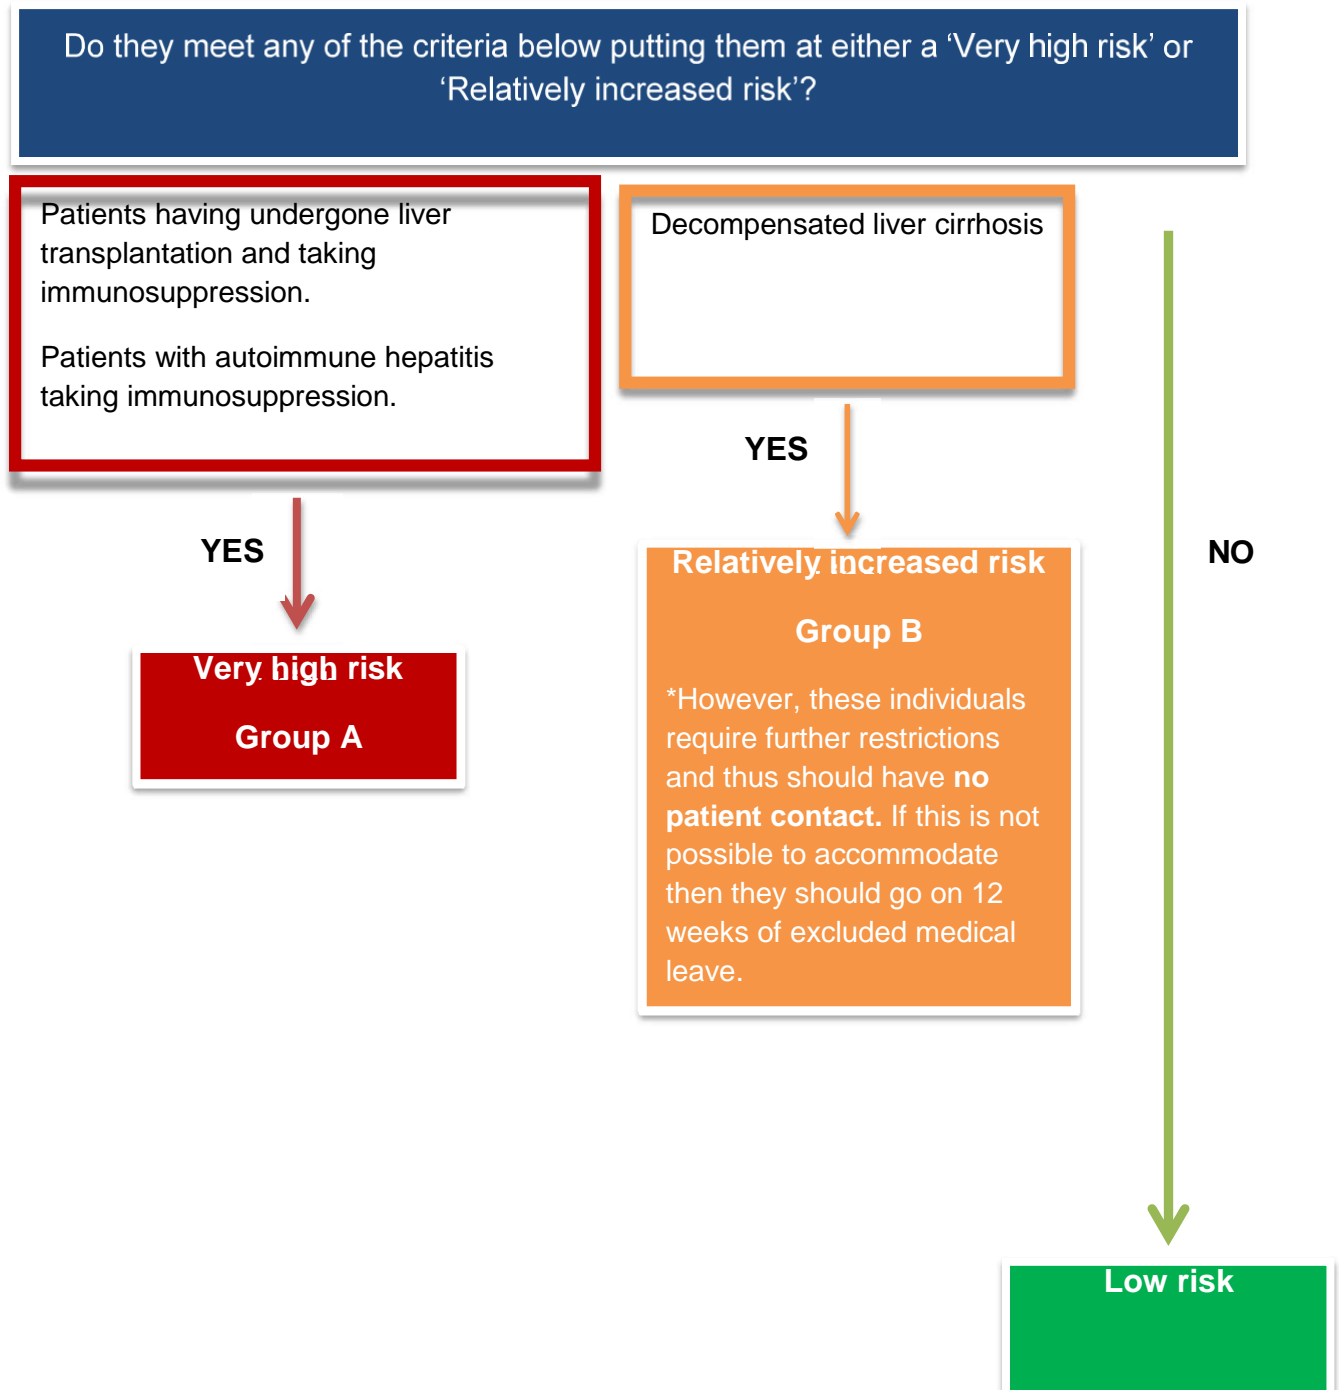 Do they meet any of the criteria below putting them at either a ‘Very high risk’ or
‘Relatively increased risk’?
Patients having undergone liver
transplantation and taking
immunosuppression.
Patients with autoimmune hepatitis
taking immunosuppression.
YES
Very high risk
Group A
Decompensated liver cirrhosis
YES
Relatively increased risk
Group B
*However, these individuals
require further restrictions
and thus should have no
patient contact. If this is not
possible to accommodate
then they should go on 12
weeks of excluded medical
leave.
NO
Low risk